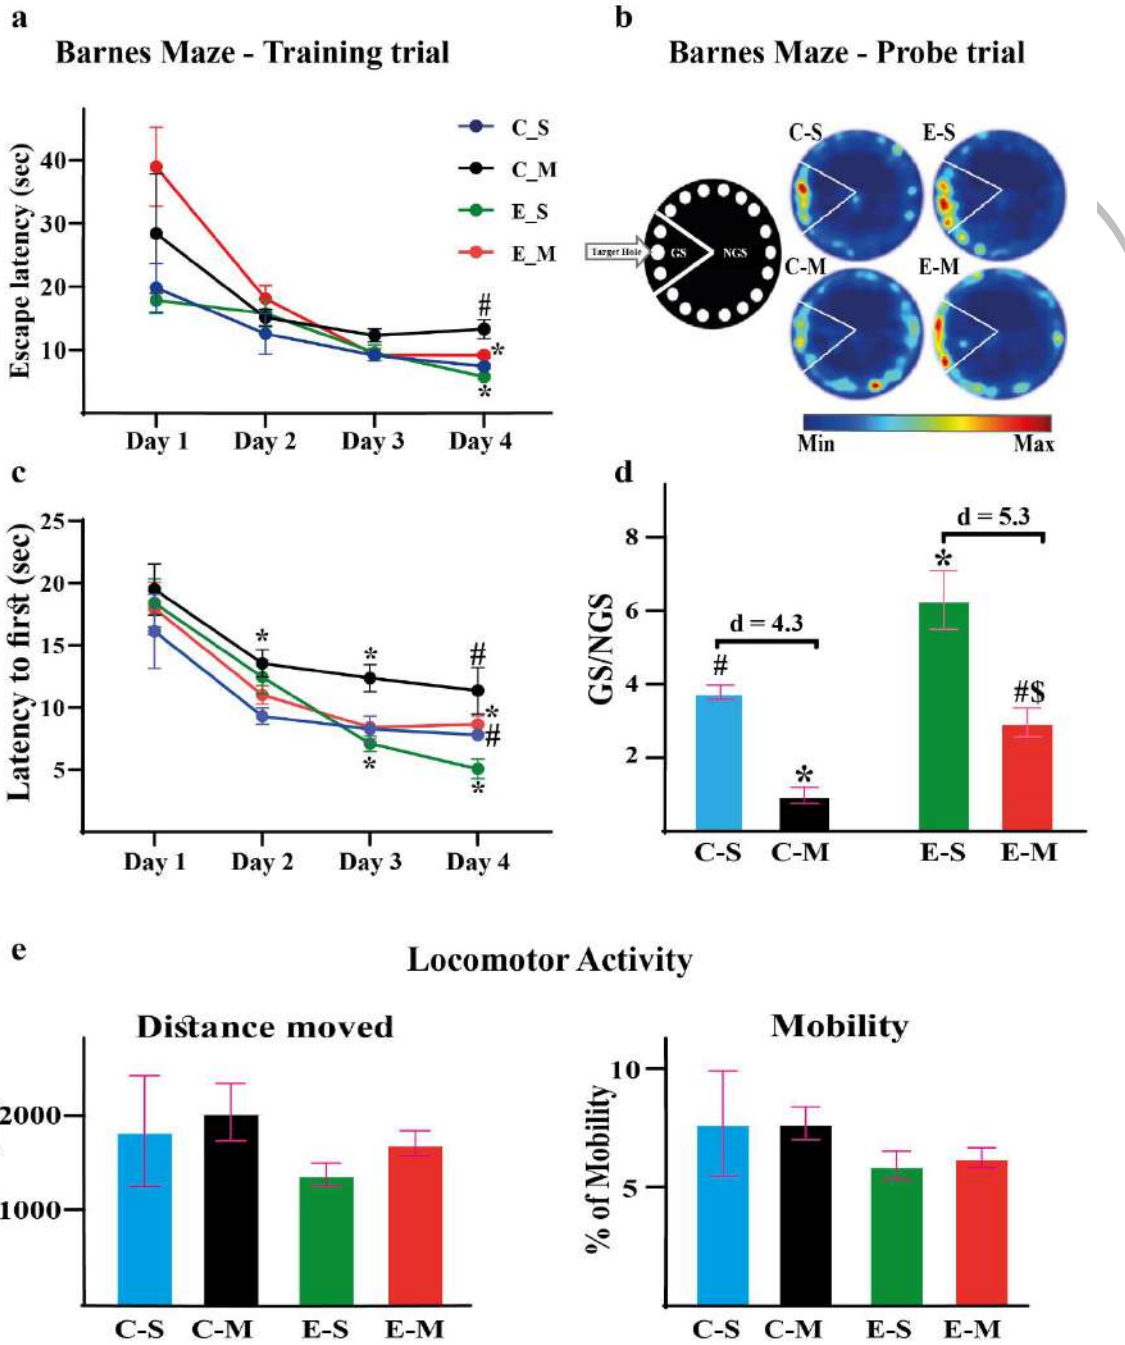 a
Barnes Maze - Training trial
Escape latency (sec)
40
30
20
10
C_S
C_M
E_S
E_M
#
*
*
Day 1 Day 2 Day 3 Day 4
b
Barnes Maze - Probe trial
Target Hole
GS
NGS
C-S
E-S
C-M
E-M
Min Max
c
Latency to first (sec)
25
20
15
10
5
*
*
#
*
#
*
*
Day 1 Day 2 Day 3 Day 4
d
GS/NGS
8
6
4
2
d = 4.3
d = 5.3
#
*
*
#$
C-S C-M E-S E-M
e
Locomotor Activity
Distance moved
2000
1000
C-S C-M E-S E-M
Mobility
% of Mobility
10
5
C-S C-M E-S E-M